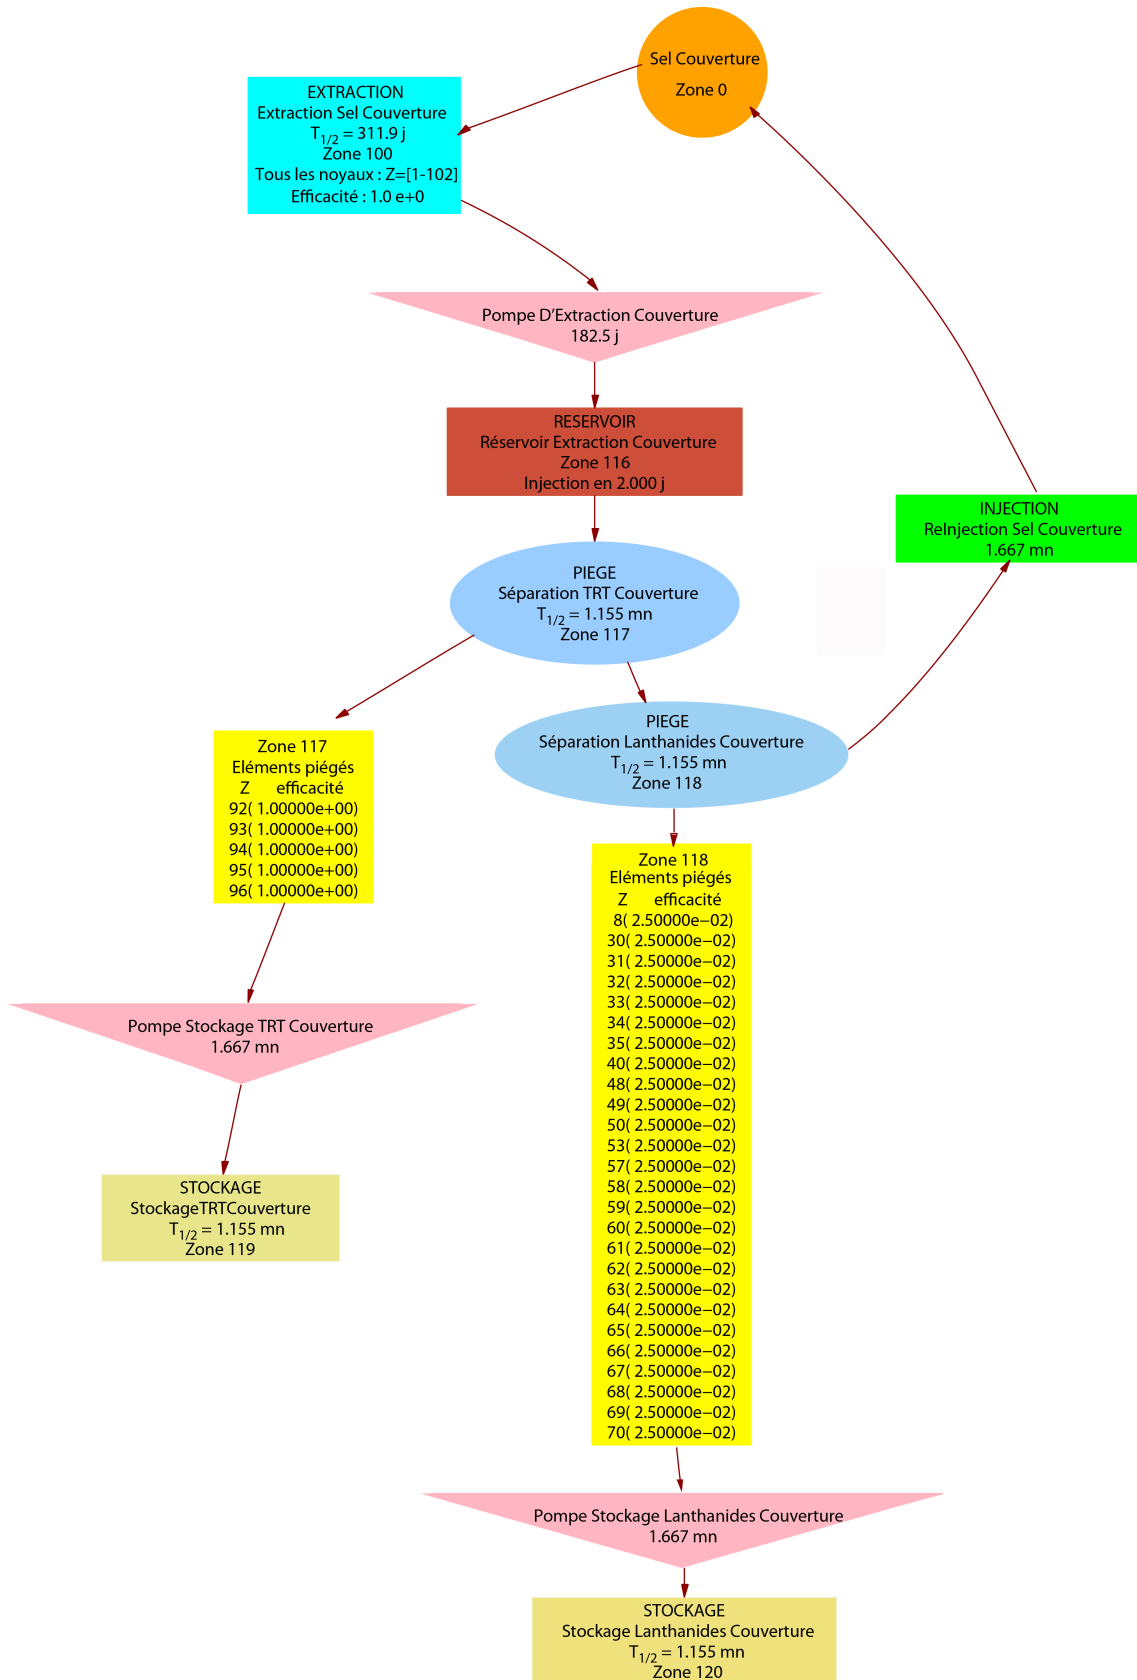 Sel Couverture
Zone 0
EXTRACTION
Extraction Sel Couverture
T1/2 = 311.9 j
Zone 100
Tous les noyaux : Z=[1-102]
Efficacité : 1.0 e+0
Pompe D’Extraction Couverture
182.5 j
RESERVOIR
Réservoir Extraction Couverture
Zone 116
Injection en 2.000 j
INJECTION
ReInjection Sel Couverture
1.667 mn
PIEGE
Séparation TRT Couverture
T1/2 = 1.155 mn
Zone 117
PIEGE
Séparation Lanthanides Couverture
T1/2 = 1.155 mn
Zone 118
Zone 117
Eléments piégés
Z efficacité
92( 1.00000e+00)
93( 1.00000e+00)
94( 1.00000e+00)
95( 1.00000e+00)
96( 1.00000e+00)
Pompe Stockage TRT Couverture
1.667 mn
STOCKAGE
StockageTRTCouverture
T1/2 = 1.155 mn
Zone 119
Zone 118
Eléments piégés
Z efficacité
8( 2.50000e−02)
30( 2.50000e−02)
31( 2.50000e−02)
32( 2.50000e−02)
33( 2.50000e−02)
34( 2.50000e−02)
35( 2.50000e−02)
40( 2.50000e−02)
48( 2.50000e−02)
49( 2.50000e−02)
50( 2.50000e−02)
53( 2.50000e−02)
57( 2.50000e−02)
58( 2.50000e−02)
59( 2.50000e−02)
60( 2.50000e−02)
61( 2.50000e−02)
62( 2.50000e−02)
63( 2.50000e−02)
64( 2.50000e−02)
65( 2.50000e−02)
66( 2.50000e−02)
67( 2.50000e−02)
68( 2.50000e−02)
69( 2.50000e−02)
70( 2.50000e−02)
Pompe Stockage Lanthanides Couverture
1.667 mn
STOCKAGE
Stockage Lanthanides Couverture
T1/2 = 1.155 mn
Zone 120